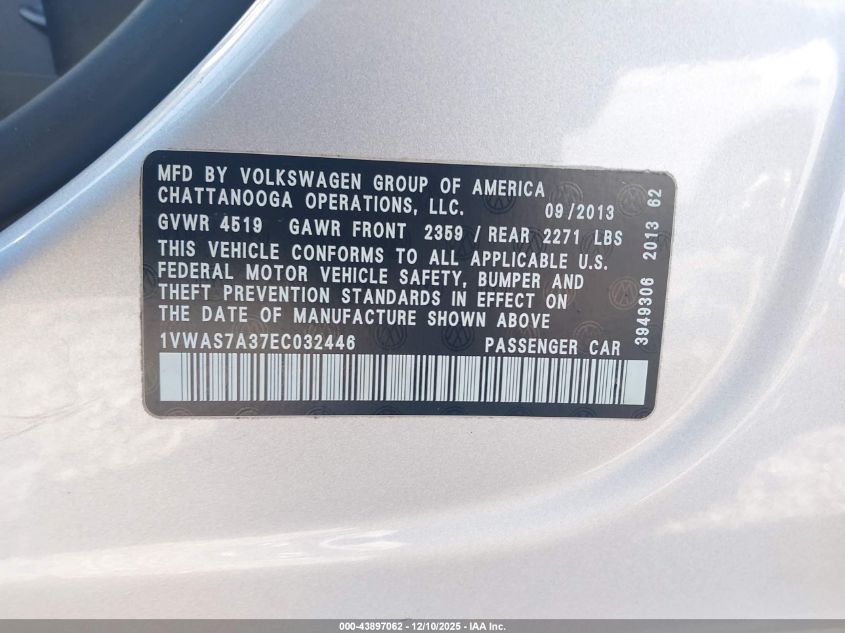 MFD BY VOLKSWAGEN GROUP OF AMERICA
CHATTANOOGA OPERATIONS, LLC. 09/2013
GVWR 4519 GAWR FRONT 2359 / REAR 2271 LBS
THIS VEHICLE CONFORMS TO ALL APPLICABLE U.S.
FEDERAL MOTOR VEHICLE SAFETY, BUMPER AND
THEFT PREVENTION STANDARDS IN EFFECT ON
THE DATE OF MANUFACTURE SHOWN ABOVE
1VWAS7A37EC032446 PASSENGER CAR
3949306 2013 62
000-43897062 - 12/10/2025 - IAA Inc.